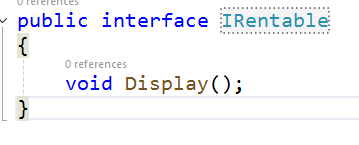 0 references
public interface IRentable
{
0 references
void Display();
}